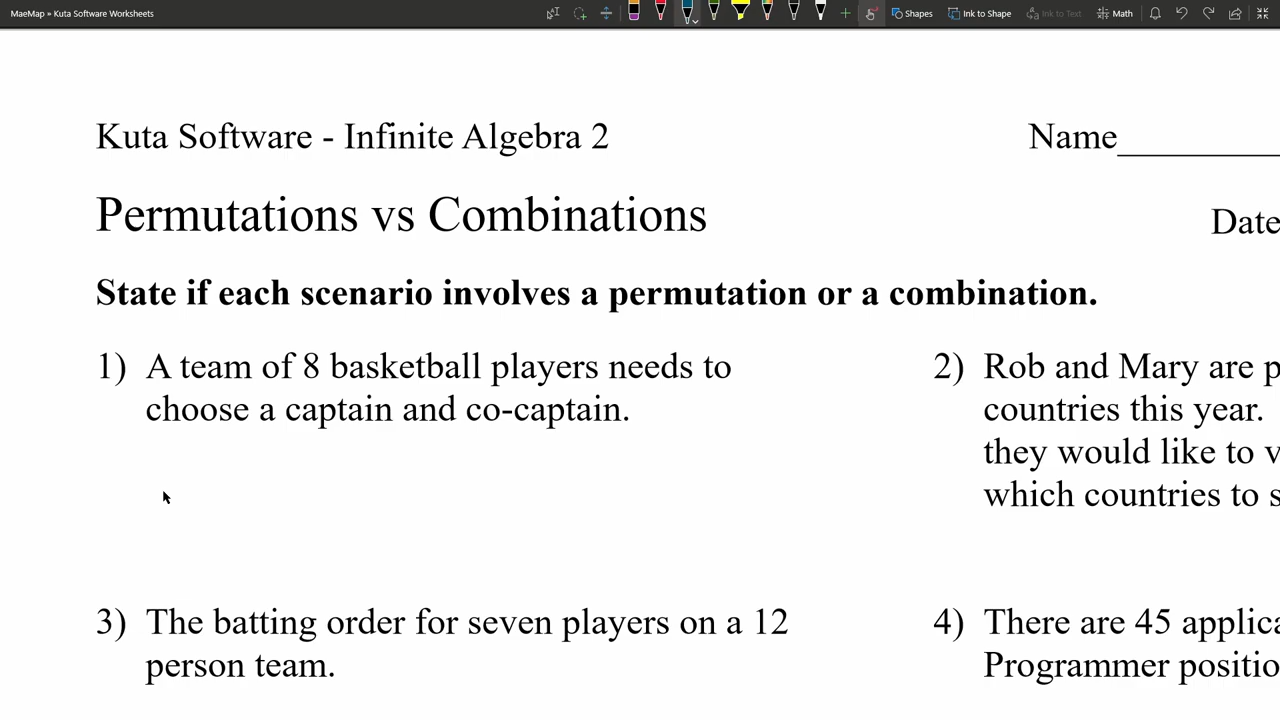 MaeMap » Kuta Software Worksheets
Shapes
Ink to Shape
Ink to Text
Math
Kuta Software - Infinite Algebra 2
Name
Permutations vs Combinations
Date
State if each scenario involves a permutation or a combination.
1) A team of 8 basketball players needs to
choose a captain and co-captain.
2) Rob and Mary are p
countries this year.
they would like to v
which countries to s
3) The batting order for seven players on a 12
person team.
4) There are 45 applica
Programmer positio